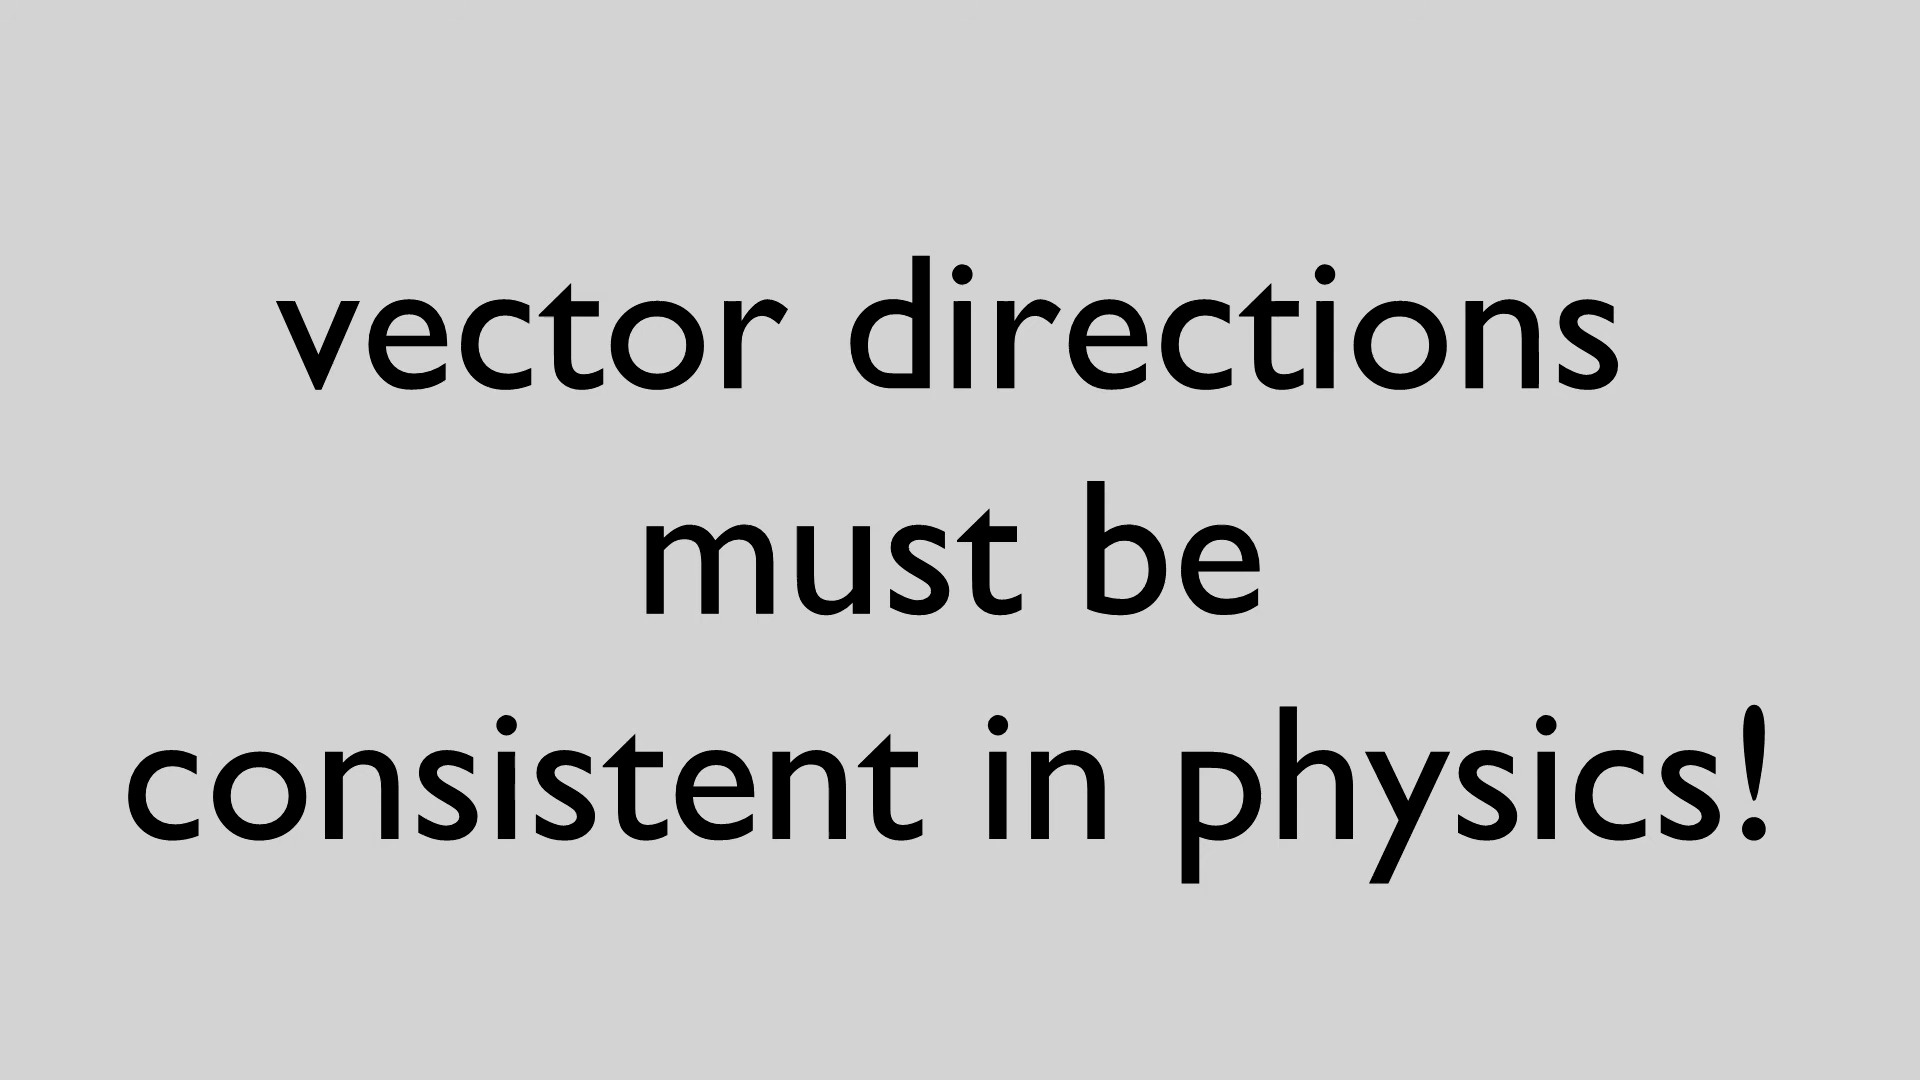 vector directions
must be
consistent in physics!